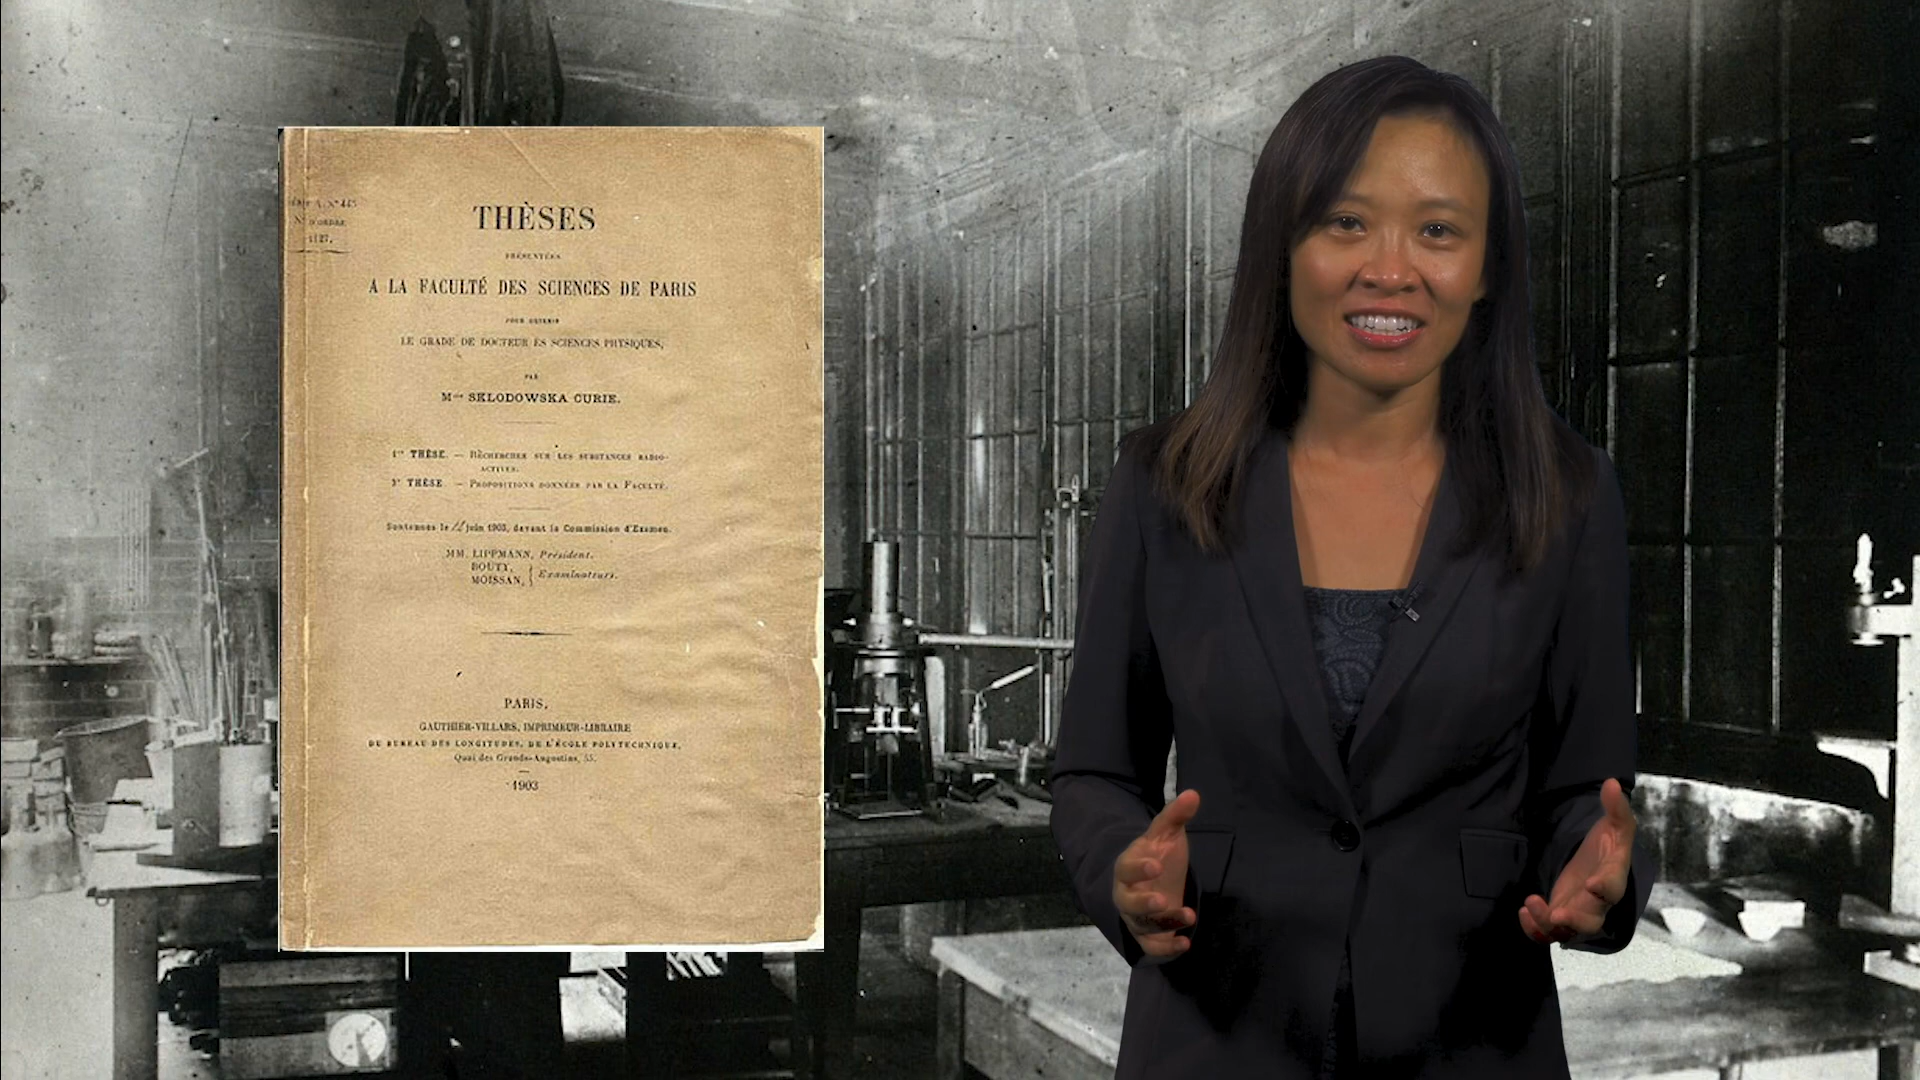 N° D'ORDRE
1127.
THÈSES
PRÉSENTÉES
A LA FACULTÉ DES SCIENCES DE PARIS
POUR OBTENIR
LE GRADE DE DOCTEUR ÈS SCIENCES PHYSIQUES,
PAR
Mme SKLODOWSKA CURIE.
1re THÈSE. — RECHERCHES SUR LES SUBSTANCES RADIO-
ACTIVES.
2e THÈSE. — PROPOSITIONS DONNÉES PAR LA FACULTÉ.
Soutenues le juin 1903, devant la Commission d'Examen.
MM. LIPPMANN, Président.
BOUTY,
MOISSAN, Examinateurs.
PARIS,
GAUTHIER-VILLARS, IMPRIMEUR-LIBRAIRE
DU BUREAU DES LONGITUDES, DE L'ÉCOLE POLYTECHNIQUE,
Quai des Grands-Augustins, 55.
1903